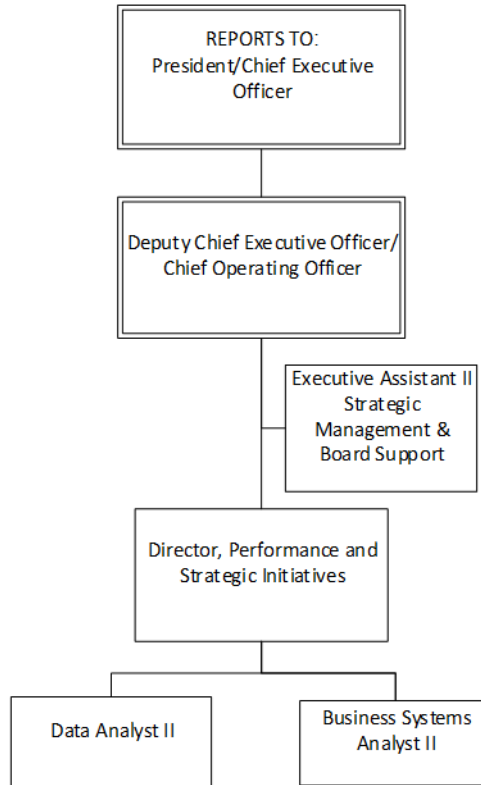 REPORTS TO:
President/Chief Executive
Officer
Deputy Chief Executive Officer/
Chief Operating Officer
Executive Assistant II
Strategic
Management &
Board Support
Director, Performance and
Strategic Initiatives
Data Analyst II
Business Systems
Analyst II